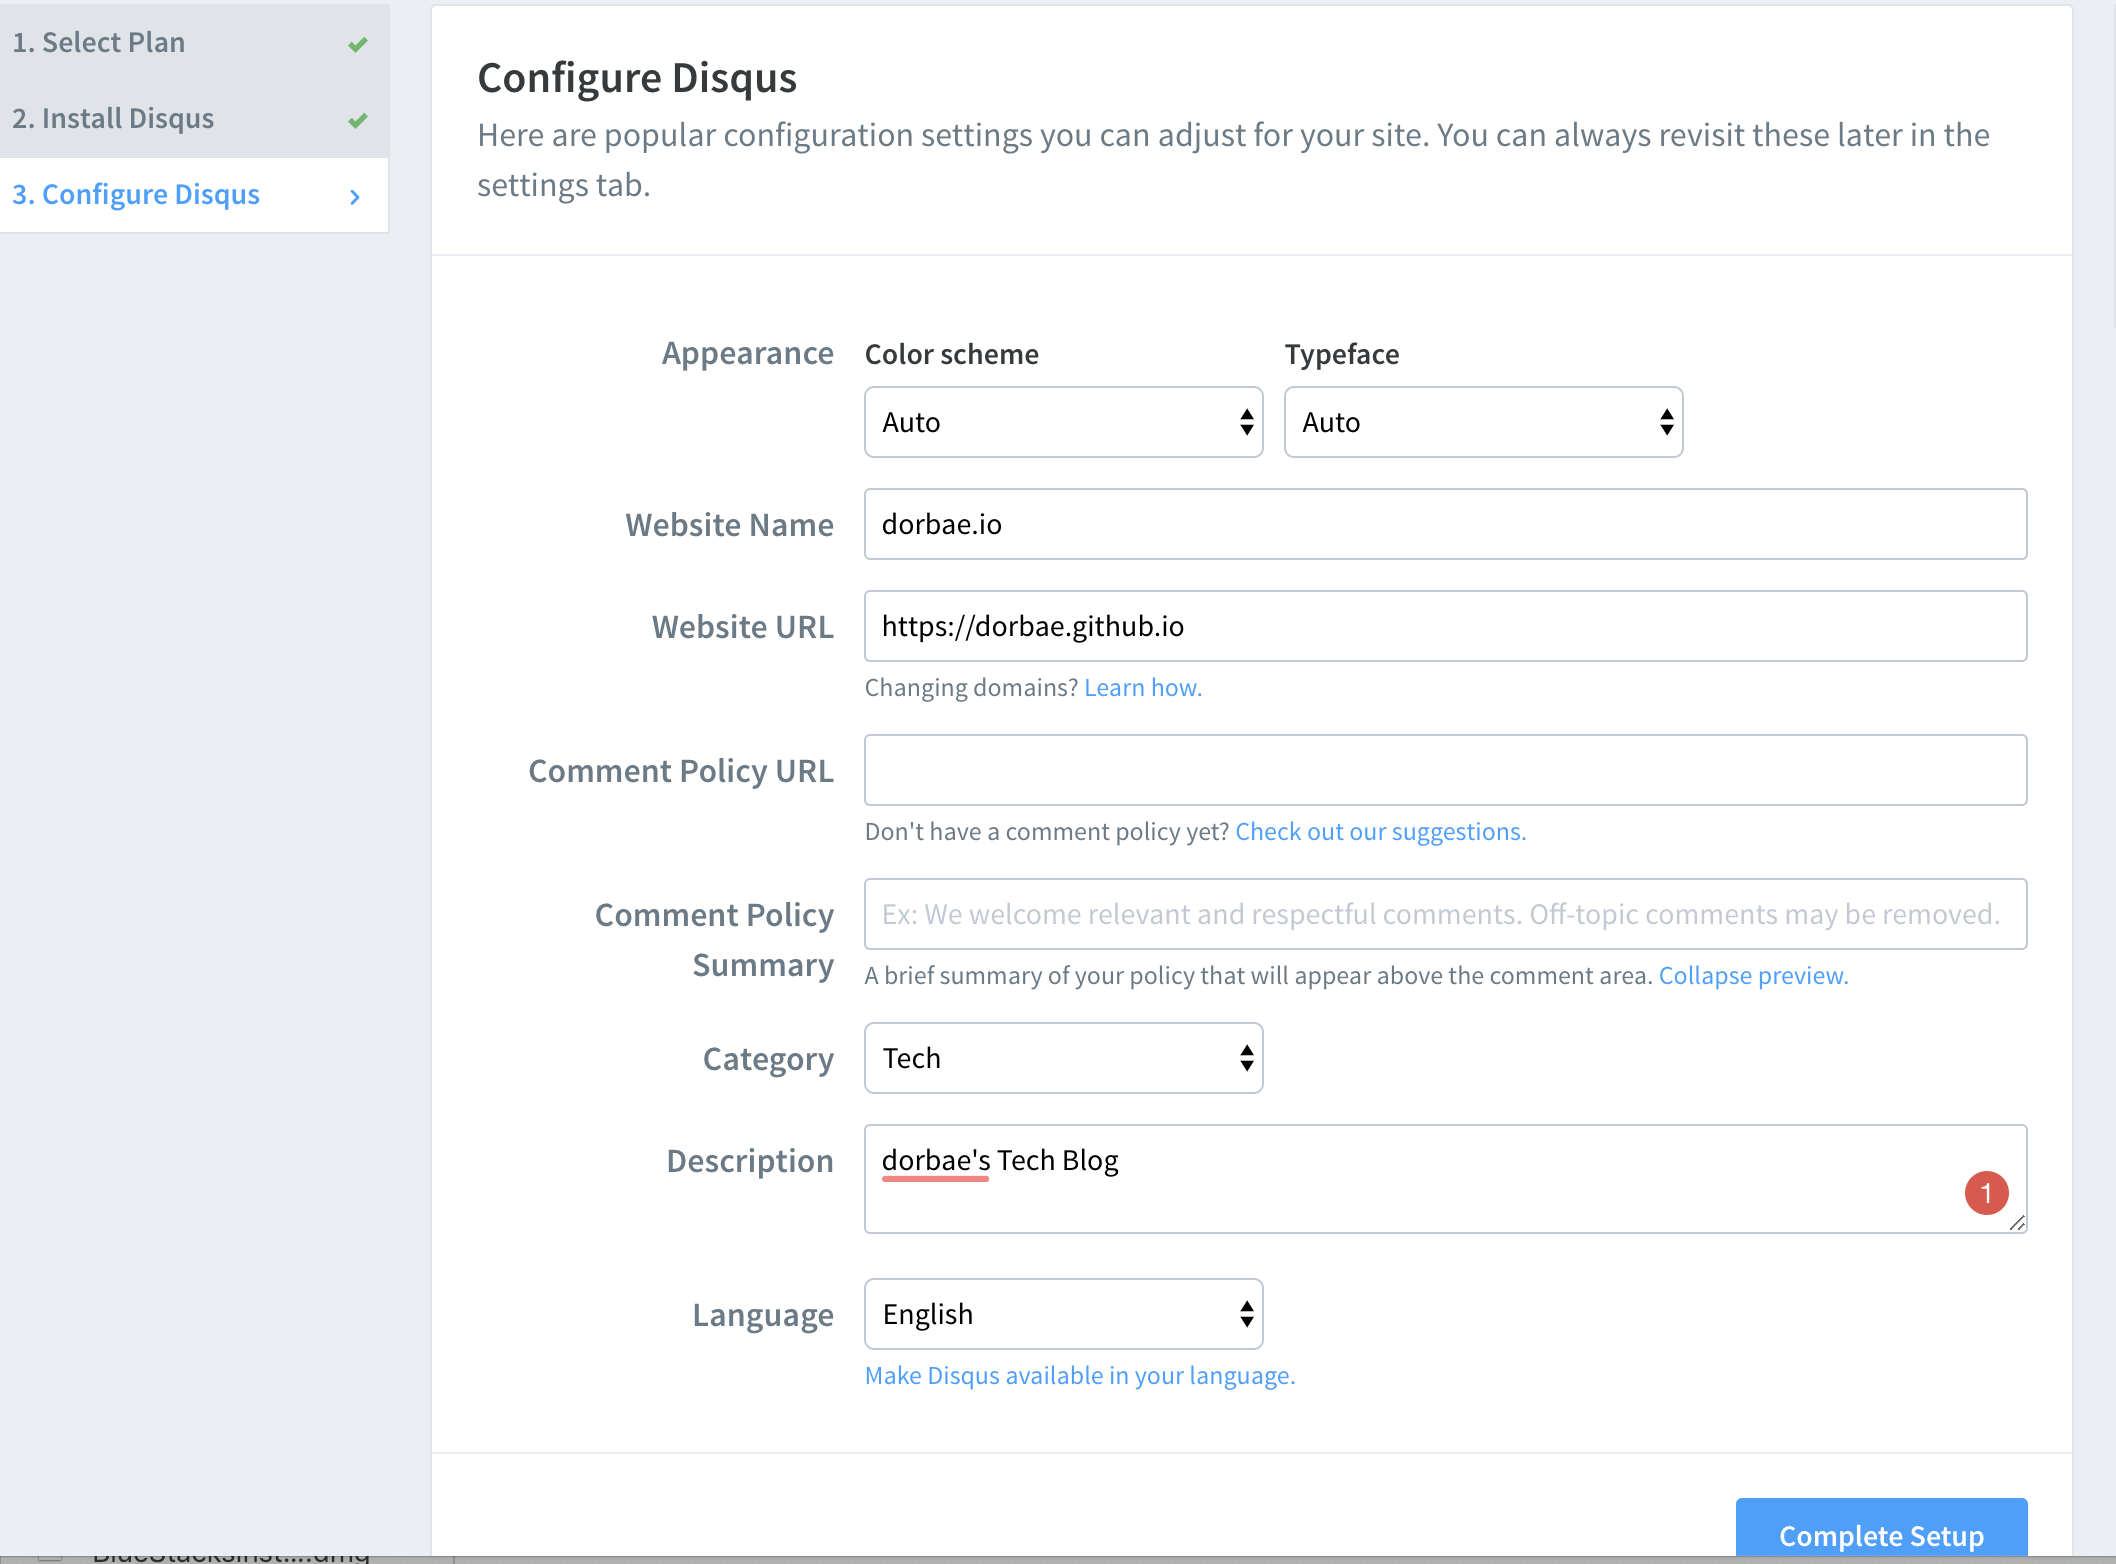 1. Select Plan
2. Install Disqus
3. Configure Disqus
Configure Disqus
Here are popular configuration settings you can adjust for your site. You can always revisit these later in the
settings tab.
Appearance
Color scheme
Typeface
Auto
Auto
Website Name
dorbae.io
Website URL
https://dorbae.github.io
Changing domains? Learn how.
Comment Policy URL
Don't have a comment policy yet? Check out our suggestions.
Comment Policy
Summary
Ex: We welcome relevant and respectful comments. Off-topic comments may be removed.
A brief summary of your policy that will appear above the comment area. Collapse preview.
Category
Tech
Description
dorbae's Tech Blog
1
Language
English
Make Disqus available in your language.
Complete Setup